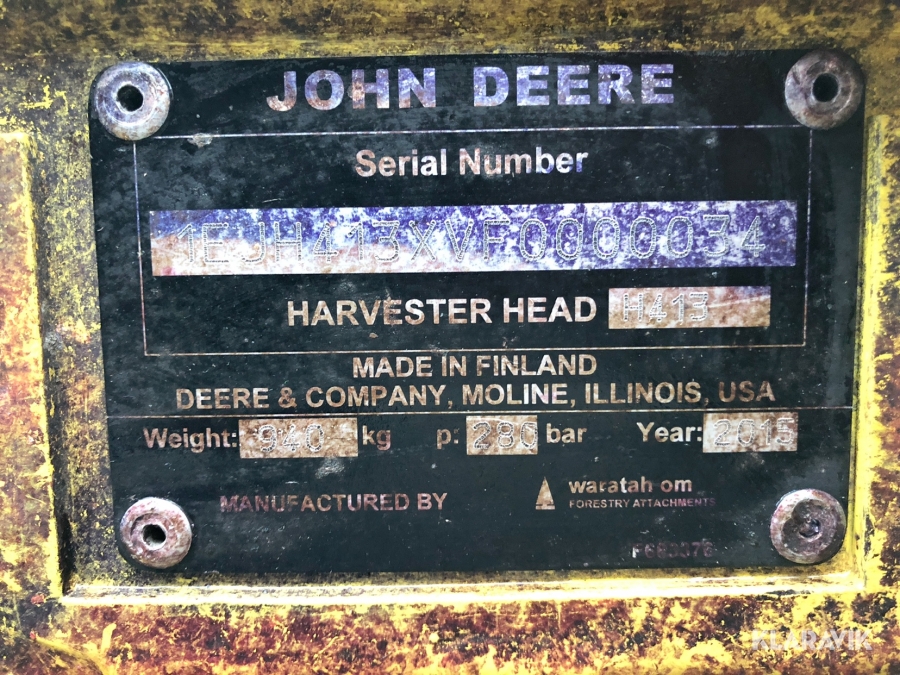 JOHN DEERE
Serial Number
1EJH413XVF0000034
HARVESTER HEAD H413
MADE IN FINLAND
DEERE & COMPANY, MOLINE, ILLINOIS, USA
Weight: 940 kg p: 280 bar Year: 2015
MANUFACTURED BY waratah om
FORESTRY ATTACHMENTS
KLARAVIK